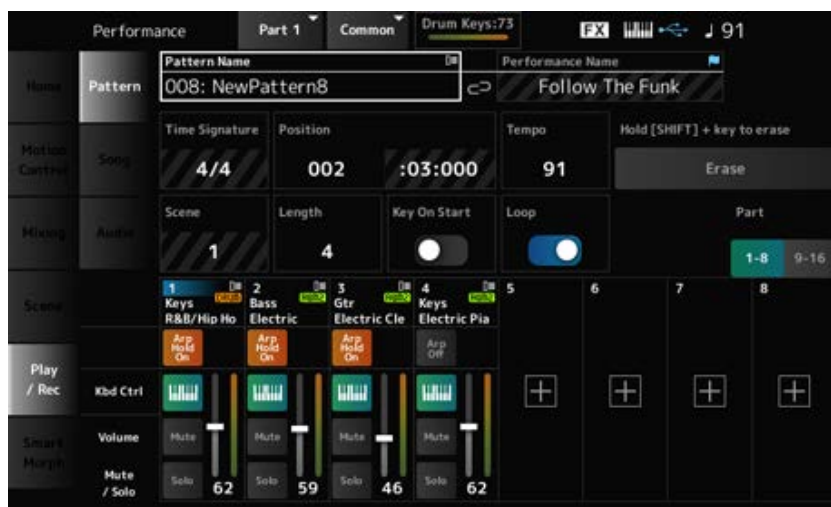 Performance Part 1 Common Drum Keys:73 FX 91
Home Pattern Pattern Name Performance Name
008: NewPattern8 Follow The Funk
Motion Control Song Time Signature Position Tempo Hold [SHIFT] + key to erase
4/4 002 :03:000 91 Erase
Mixing Audio Scene Length Key On Start Loop Part
1 4 1-8 9-16
Scene 1 2 3 4 5 6 7 8
Keys Bass Gtr Keys
R&B/Hip Ho Electric Electric Cle Electric Pia
Arp Hold On Arp Hold On Arp Hold On Arp Off
Play / Rec Kbd Ctrl
Smart Morph Volume Mute Mute Mute Mute
Mute / Solo Solo 62 Solo 59 Solo 46 Solo 62